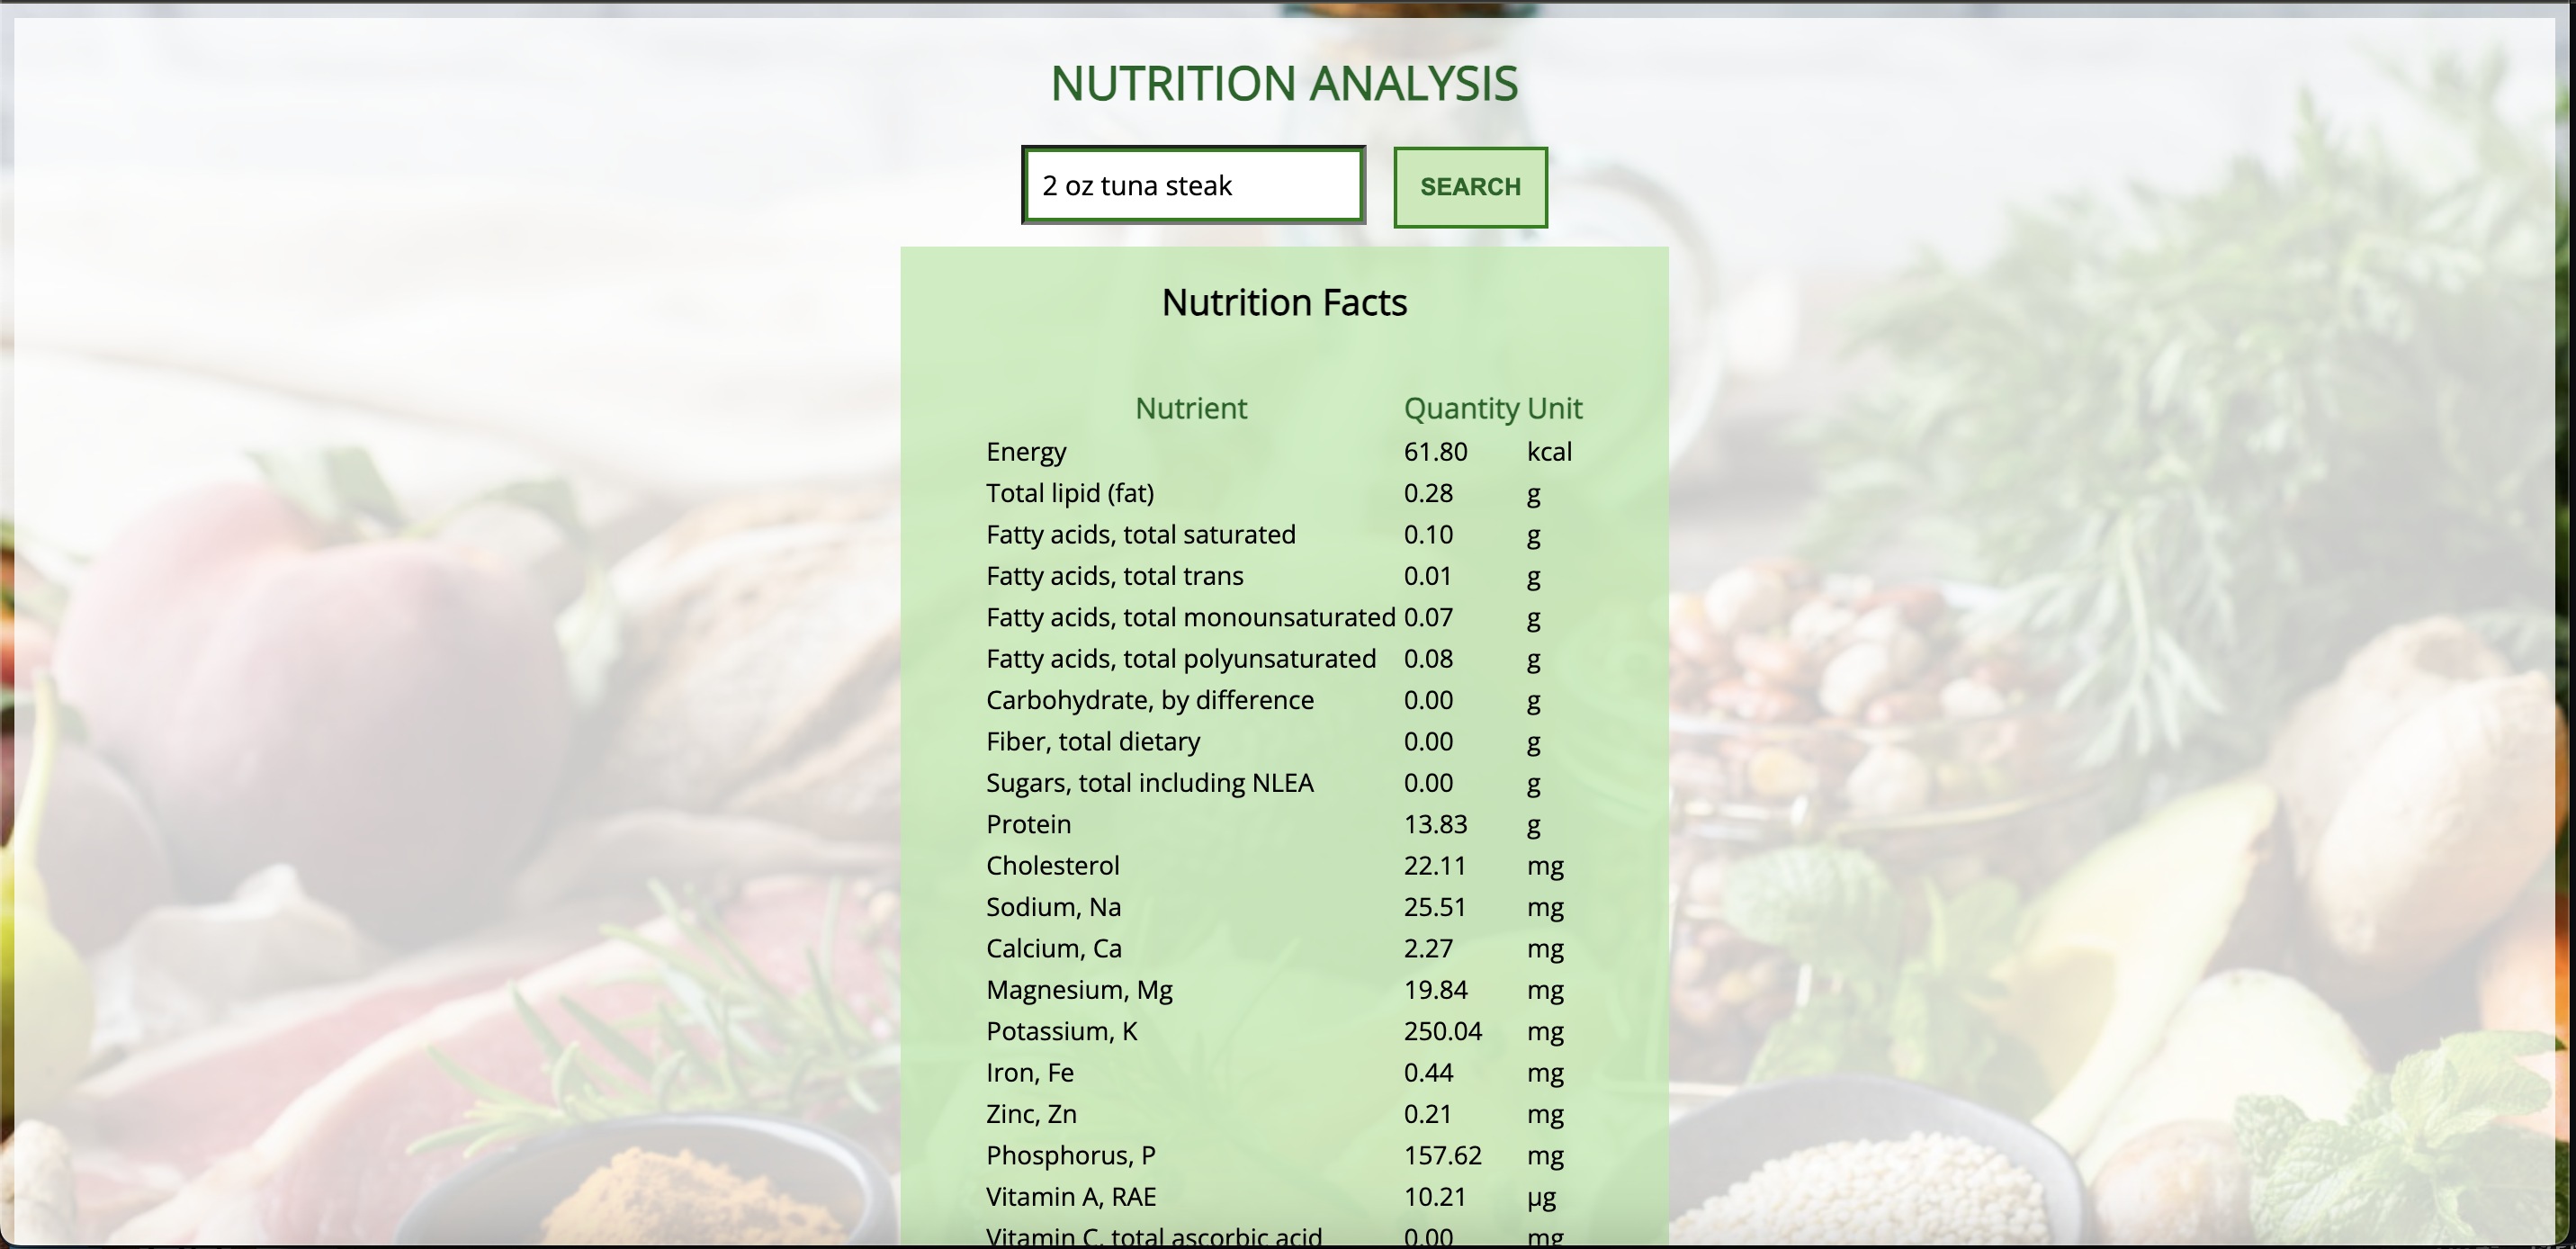 NUTRITION ANALYSIS
2 oz tuna steak
SEARCH
Nutrition Facts
Nutrient Quantity Unit
Energy 61.80 kcal
Total lipid (fat) 0.28 g
Fatty acids, total saturated 0.10 g
Fatty acids, total trans 0.01 g
Fatty acids, total monounsaturated 0.07 g
Fatty acids, total polyunsaturated 0.08 g
Carbohydrate, by difference 0.00 g
Fiber, total dietary 0.00 g
Sugars, total including NLEA 0.00 g
Protein 13.83 g
Cholesterol 22.11 mg
Sodium, Na 25.51 mg
Calcium, Ca 2.27 mg
Magnesium, Mg 19.84 mg
Potassium, K 250.04 mg
Iron, Fe 0.44 mg
Zinc, Zn 0.21 mg
Phosphorus, P 157.62 mg
Vitamin A, RAE 10.21 µg
Vitamin C, total ascorbic acid 0.00 mg